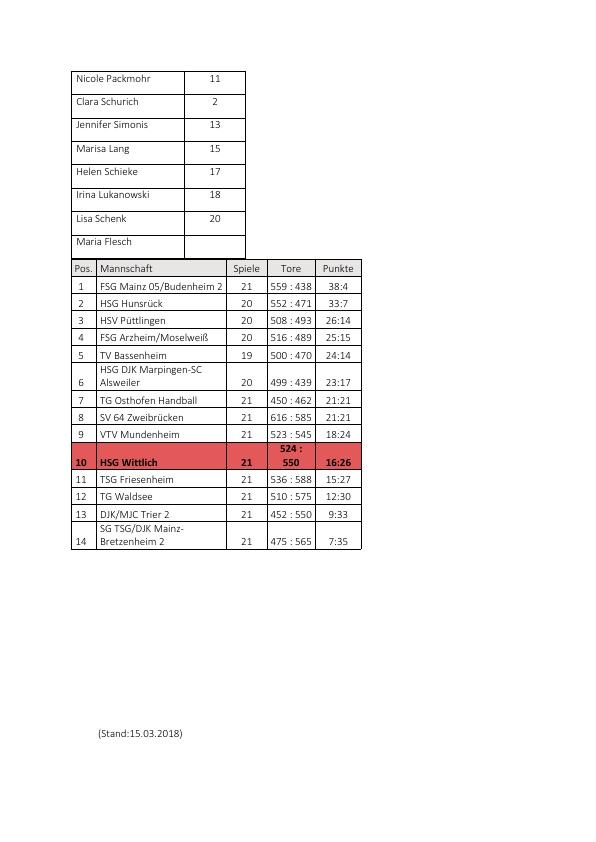 Nicole Packmohr 11
Clara Schurich 2
Jennifer Simonis 13
Marisa Lang 15
Helen Schieke 17
Irina Lukanowski 18
Lisa Schenk 20
Maria Flesch
Pos. Mannschaft Spiele Tore Punkte
1 FSG Mainz 05/Budenheim 2 21 559 : 438 38:4
2 HSG Hunsrück 20 552 : 471 33:7
3 HSV Püttlingen 20 508 : 493 26:14
4 FSG Arzheim/Moselweiß 20 516 : 489 25:15
5 TV Bassenheim 19 500 : 470 24:14
HSG DJK Marpingen-SC
6 Alsweiler 20 499 : 439 23:17
7 TG Osthofen Handball 21 450 : 462 21:21
8 SV 64 Zweibrücken 21 616 : 585 21:21
9 VTV Mundenheim 21 523 : 545 18:24
524 :
10 HSG Wittlich 21 550 16:26
11 TSG Friesenheim 21 536 : 588 15:27
12 TG Waldsee 21 510 : 575 12:30
13 DJK/MJC Trier 2 21 452 : 550 9:33
SG TSG/DJK Mainz-
14 Bretzenheim 2 21 475 : 565 7:35
(Stand:15.03.2018)